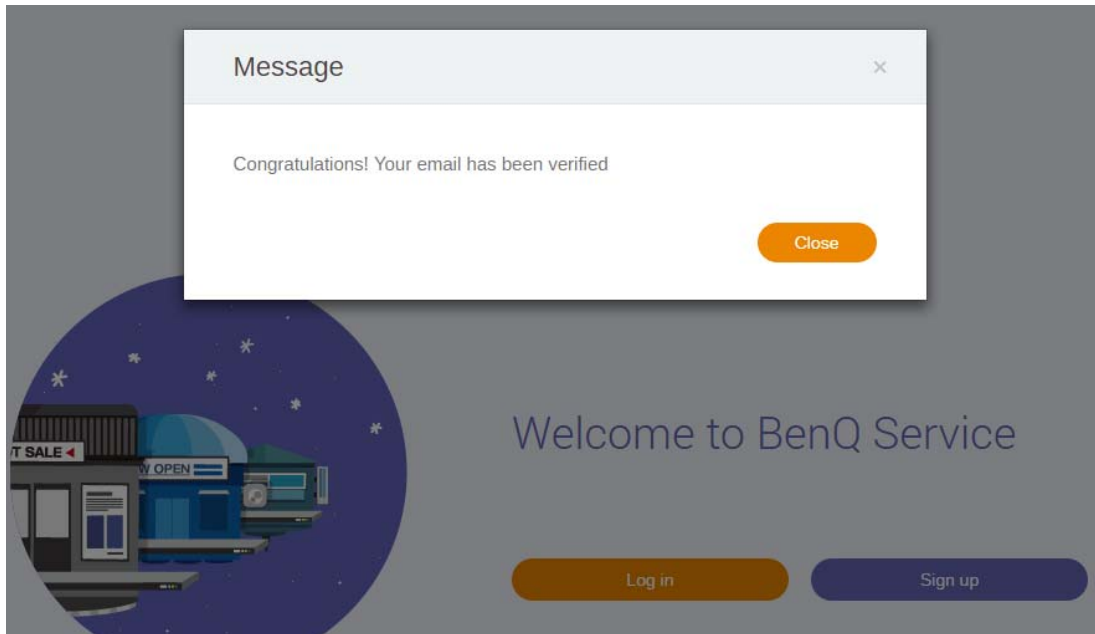 Message
×
Congratulations! Your email has been verified
Close
T SALE
W OPEN
Welcome to BenQ Service
Log in
Sign up